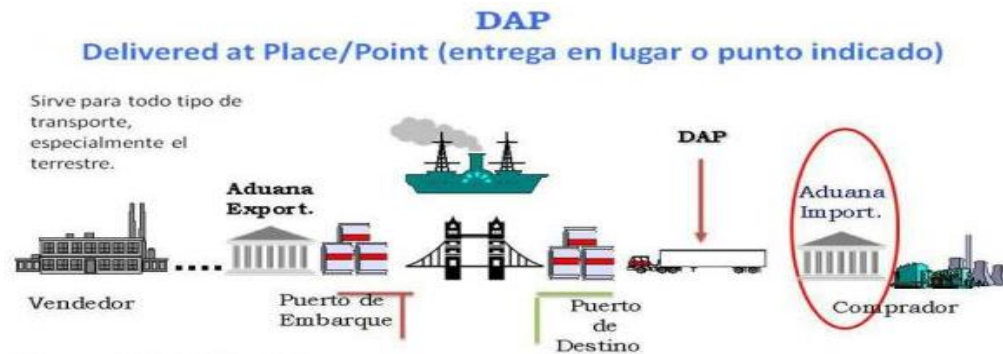 DAP
Delivered at Place/Point (entrega en lugar o punto indicado)
Sirve para todo tipo de
transporte,
especialmente el
terrestre.
DAP
Aduana
Export.
Aduana
Import.
Vendedor
Puerto de
Embarque
Puerto
de
Destino
Comprador